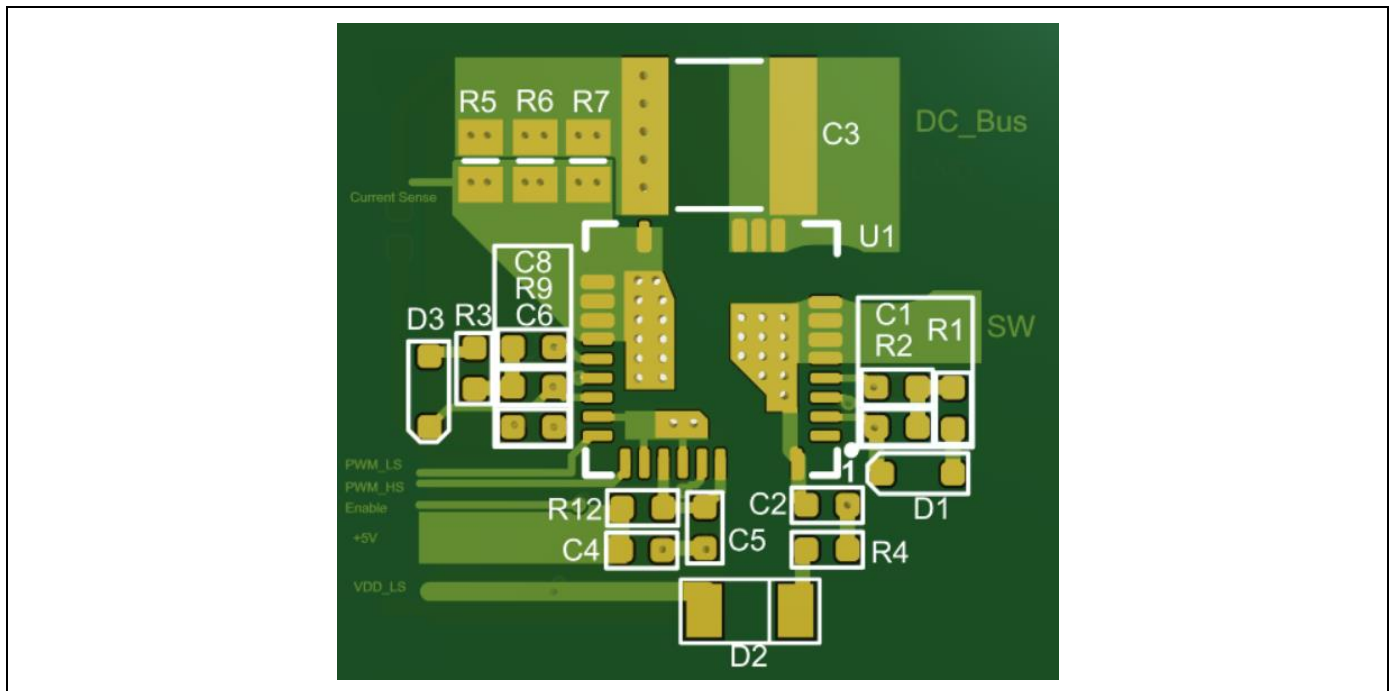 R5 R6 R7
C3
DC_Bus
Current Sense
U1
C8
R9
C6
D3 R3
C1
R2
R1
SW
PWM_LS
PWM_HS
Enable
+5V
VDD_LS
1
R12
C2
D1
C4
C5
R4
D2